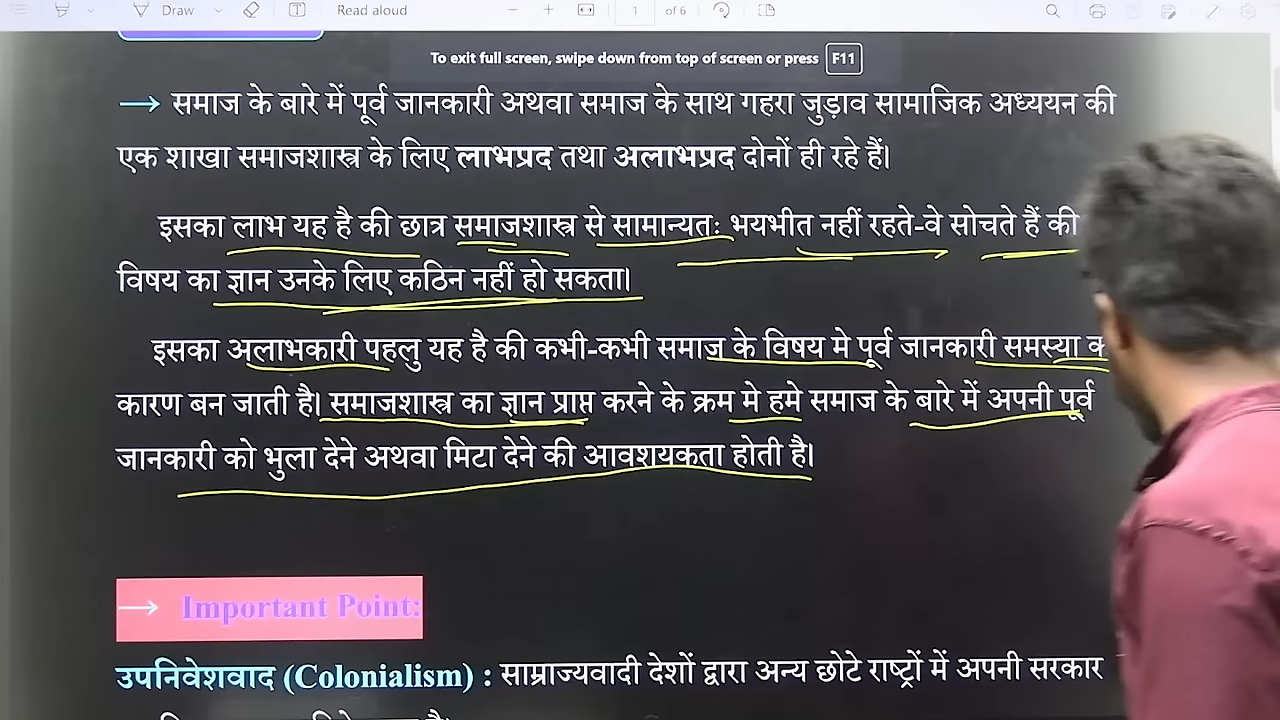 Draw
Read aloud
1 of 6
To exit full screen, swipe down from top of screen or press F11
→ समाज के बारे में पूर्व जानकारी अथवा समाज के साथ गहरा जुड़ाव सामाजिक अध्ययन की
एक शाखा समाजशास्त्र के लिए लाभप्रद तथा अलाभप्रद दोनों ही रहे हैं।
इसका लाभ यह है की छात्र समाजशास्त्र से सामान्यतः भयभीत नहीं रहते-वे सोचते हैं की
विषय का ज्ञान उनके लिए कठिन नहीं हो सकता।
इसका अलाभकारी पहलु यह है की कभी-कभी समाज के विषय मे पूर्व जानकारी समस्या
कारण बन जाती है। समाजशास्त्र का ज्ञान प्राप्त करने के क्रम मे हमे समाज के बारे में अपनी पूर्व
जानकारी को भुला देने अथवा मिटा देने की आवशयकता होती है।
→ Important Point:
उपनिवेशवाद (Colonialism) : साम्राज्यवादी देशों द्वारा अन्य छोटे राष्ट्रों में अपनी सरकार